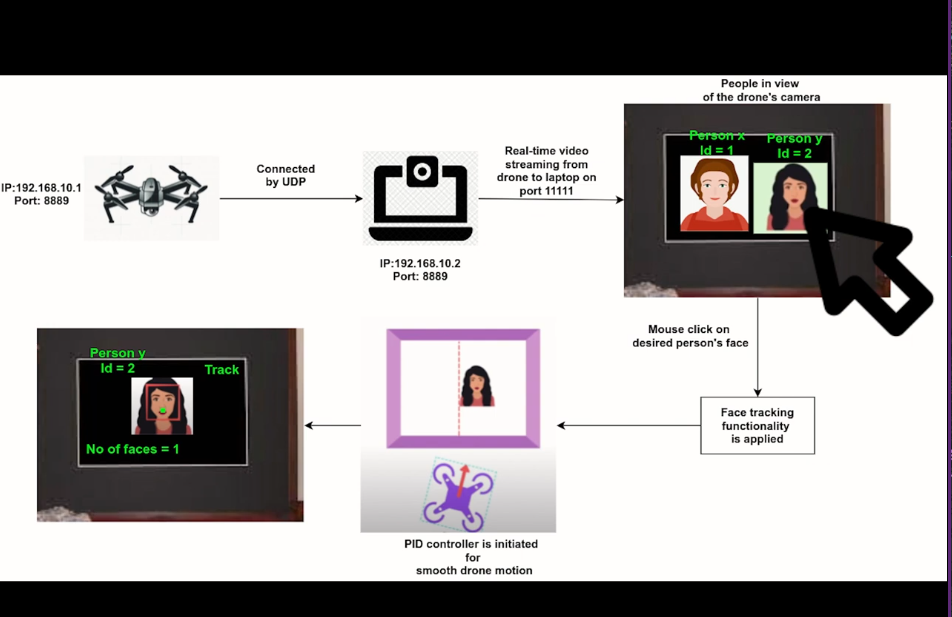 People in view
of the drone's camera
IP:192.168.10.1
Port: 8889
Connected
by UDP
IP:192.168.10.2
Port: 8889
Real-time video
streaming from
drone to laptop on
port 11111
Person x
Id = 1
Person y
Id = 2
Mouse click on
desired person's face
Face tracking
functionality
is applied
PID controller is initiated
for
smooth drone motion
Person y
Id = 2
Track
No of faces = 1